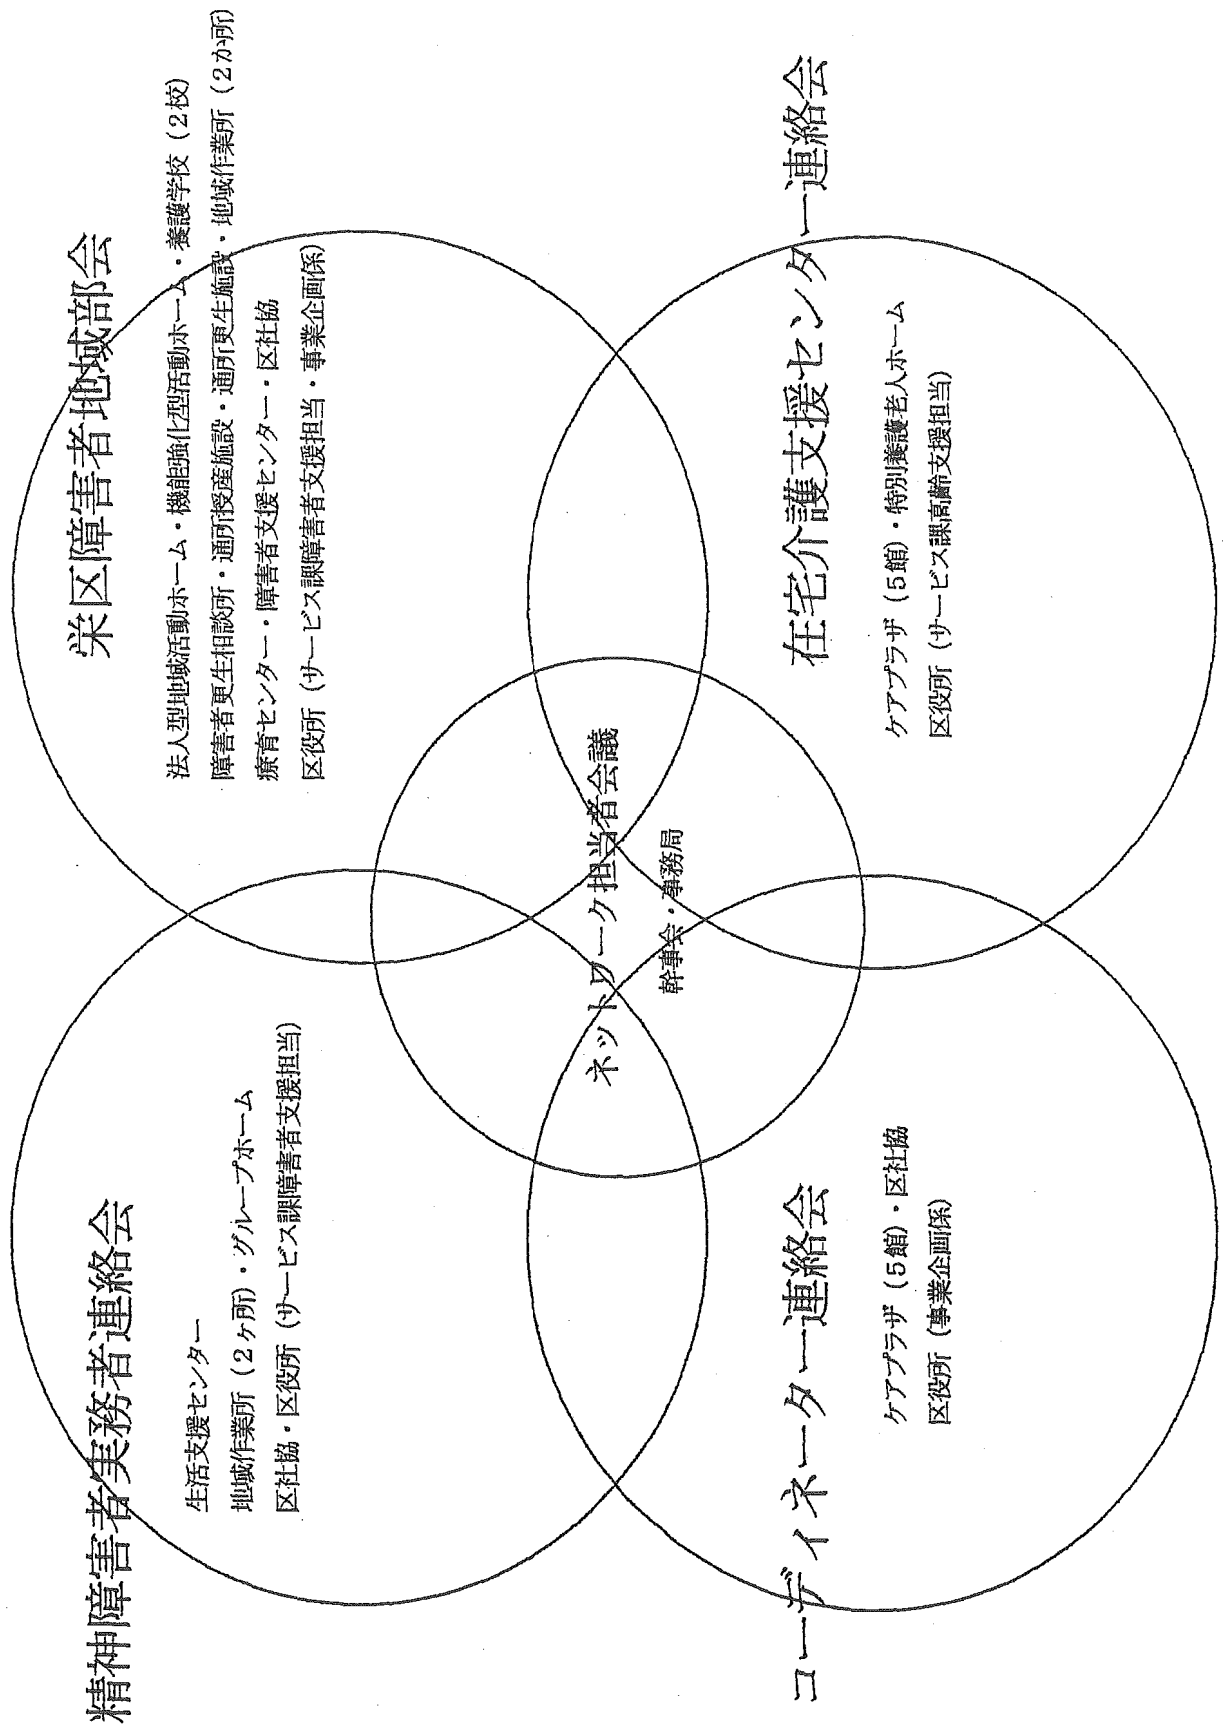 精神障害者実務者連絡会
生活支援センター
地域作業所（２ヶ所）・グループホーム
区社協・区役所（サービス課障害者支援担当）
栄区障害者地域部会
法人型地域活動ホーム・機能強化型活動ホーム・養護学校（２校）
障害者更生相談所・通所授産施設・通所更生施設・地域作業所（２か所）
療育センター・障害者支援センター・区社協
区役所（サービス課障害者支援担当・事業企画係）
ネットワーク担当者会議
幹事会・事務局
コーディネーター連絡会
ケアプラザ（５館）・区社協
区役所（事業企画係）
在宅介護支援センター連絡会
ケアプラザ（５館）・特別養護老人ホーム
区役所（サービス課高齢支援担当）